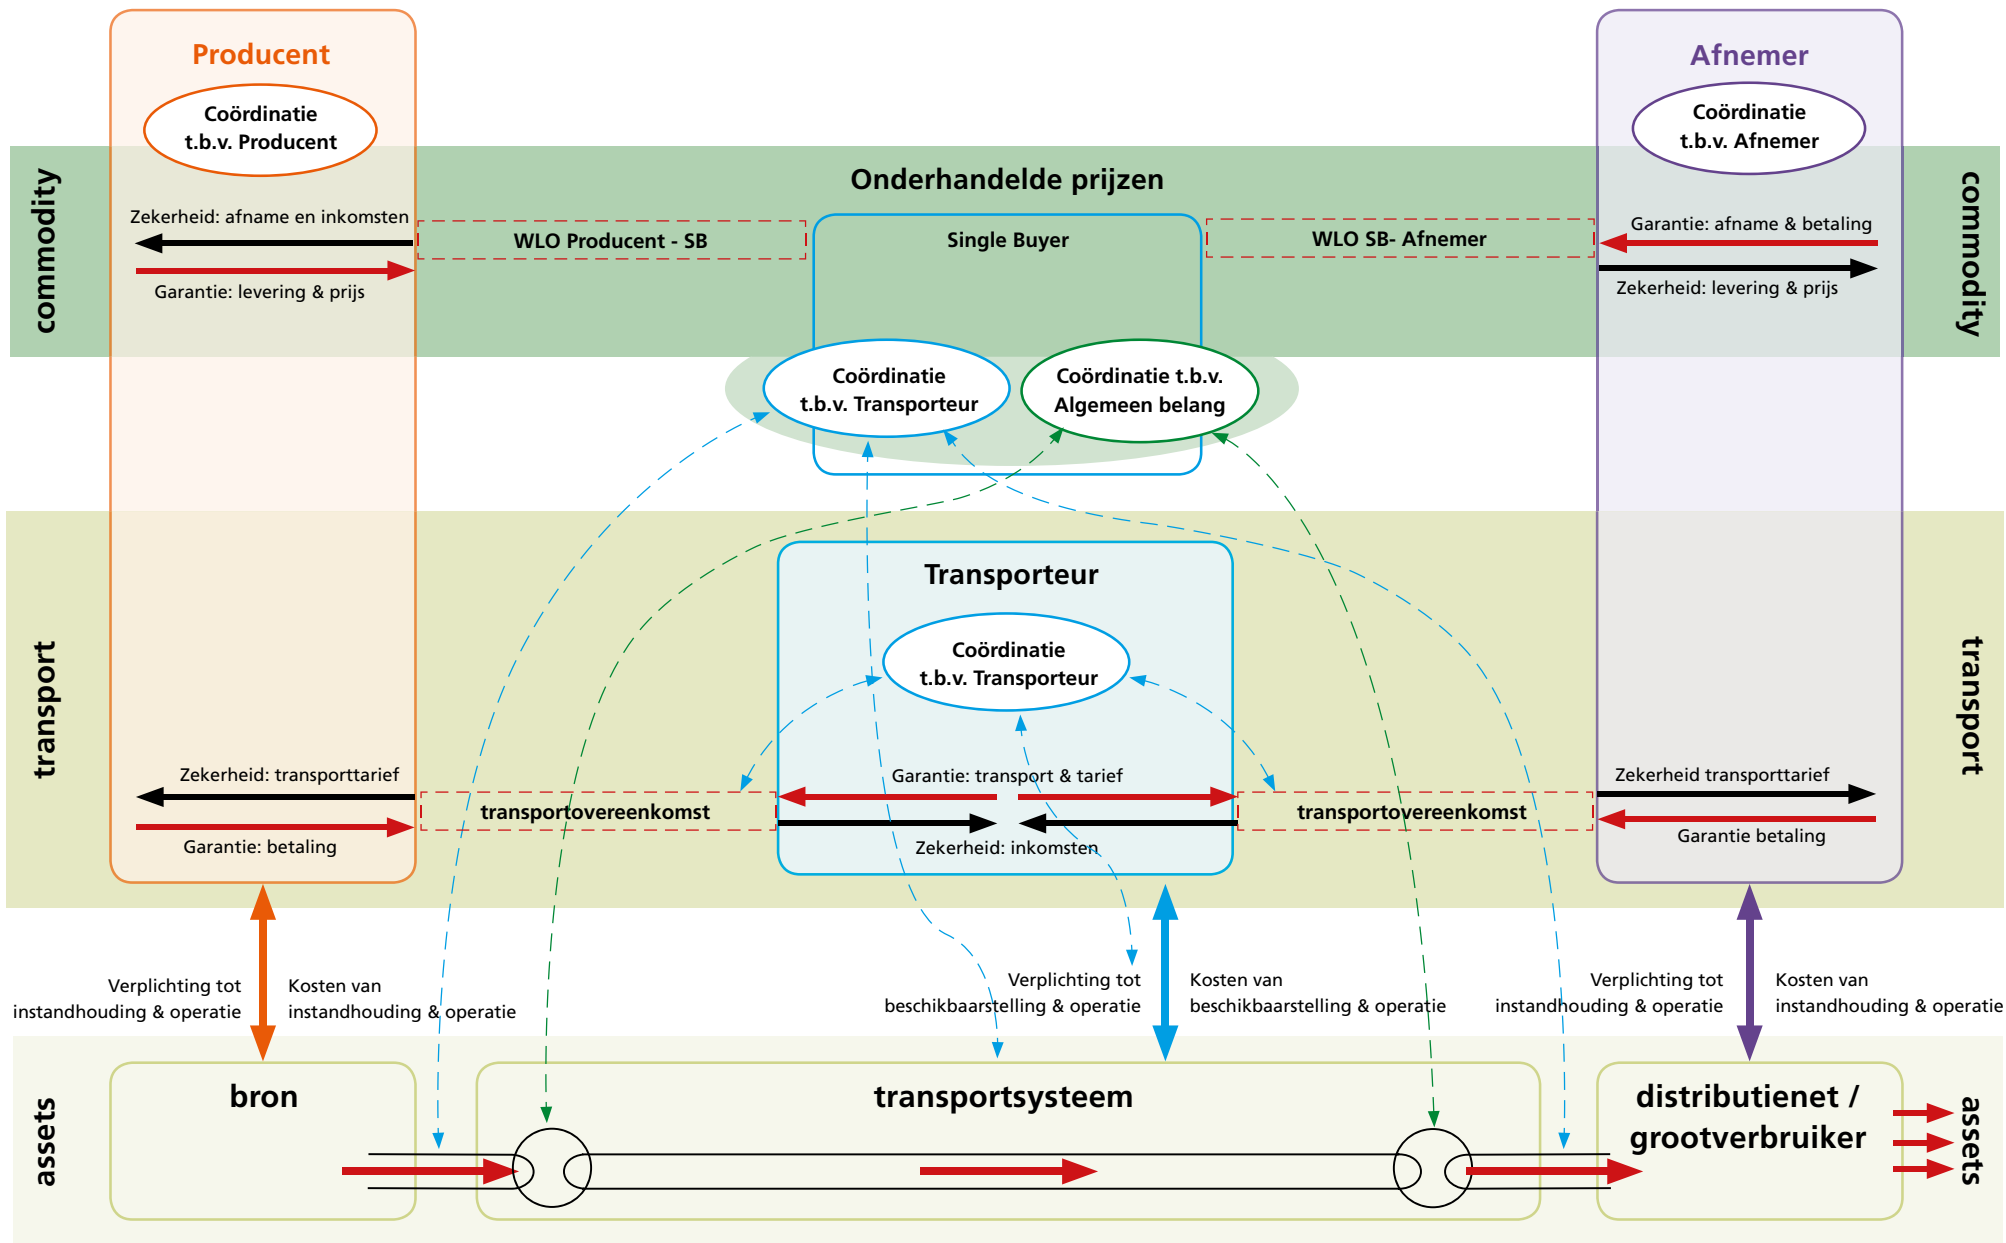 Producent
Coördinatie
t.b.v. Producent
Afnemer
Coördinatie
t.b.v. Afnemer
commodity
Onderhandelde prijzen
commodity
Zekerheid: afname en inkomsten
WLO Producent - SB
Single Buyer
WLO SB- Afnemer
Garantie: afname & betaling
Garantie: levering & prijs
Zekerheid: levering & prijs
Coördinatie
t.b.v. Transporteur
Coördinatie t.b.v.
Algemeen belang
transport
Transporteur
Coördinatie
t.b.v. Transporteur
transport
Zekerheid: transporttarief
Garantie: transport & tarief
Zekerheid transporttarief
transportovereenkomst
transportovereenkomst
Garantie: betaling
Zekerheid: inkomsten
Garantie betaling
Verplichting tot
instandhouding & operatie
Kosten van
instandhouding & operatie
Verplichting tot
beschikbaarstelling & operatie
Kosten van
beschikbaarstelling & operatie
Verplichting tot
instandhouding & operatie
Kosten van
instandhouding & operatie
assets
bron
transportsysteem
distributienet /
grootverbruiker
assets